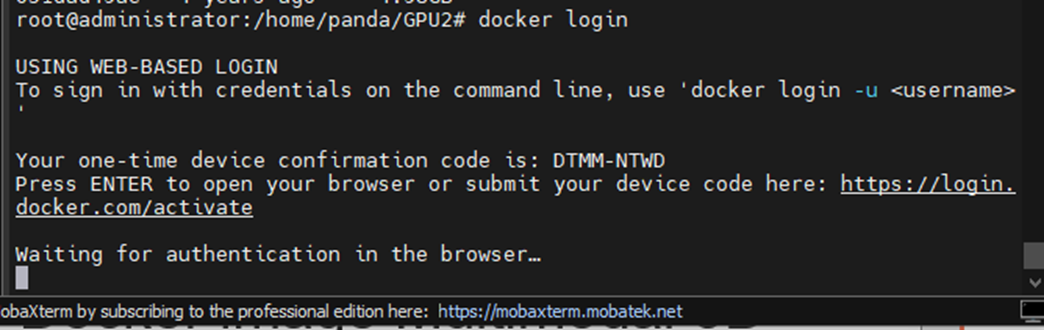 root@administrator:/home/panda/GPU2# docker login
USING WEB-BASED LOGIN
To sign in with credentials on the command line, use 'docker login -u <username>
'
Your one-time device confirmation code is: DTMM-NTWD
Press ENTER to open your browser or submit your device code here: https://login.
docker.com/activate
Waiting for authentication in the browser…
obaXterm by subscribing to the professional edition here: https://mobaxterm.mobatek.net